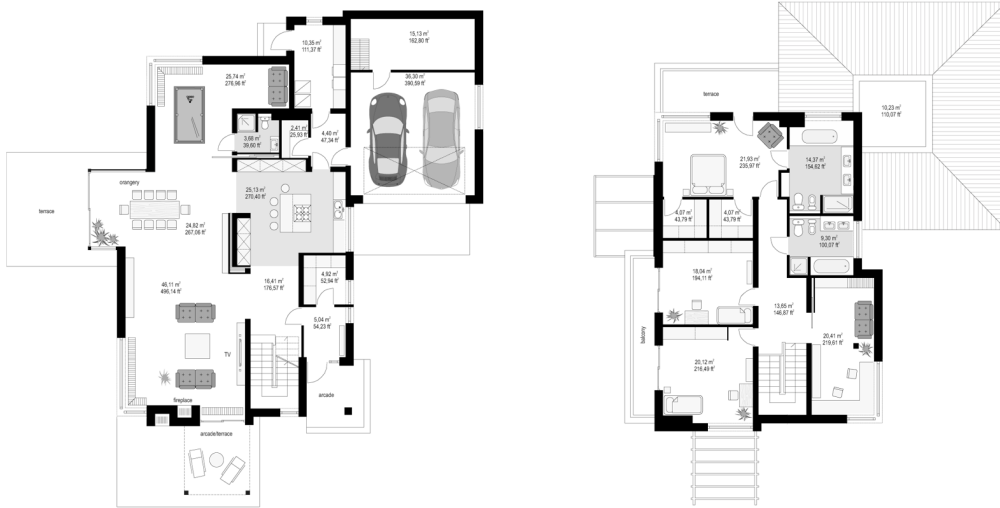 10,35 m²
111,37 ft²
15,13 m²
162,80 ft²
25,74 m²
276,96 ft²
36,30 m²
390,59 ft²
2,41 m²
25,93 ft²
4,40 m²
47,34 ft²
3,68 m²
39,60 ft²
orangery
25,13 m²
270,40 ft²
terrace
24,82 m²
267,06 ft²
4,92 m²
52,94 ft²
16,41 m²
176,57 ft²
46,11 m²
496,14 ft²
5,04 m²
54,23 ft²
TV
fireplace
arcade
arcade/terrace
terrace
10,23 m²
110,07 ft²
21,93 m²
235,97 ft²
14,37 m²
154,62 ft²
4,07 m²
43,79 ft²
4,07 m²
43,79 ft²
9,30 m²
100,07 ft²
18,04 m²
194,11 ft²
13,65 m²
146,87 ft²
balcony
20,41 m²
219,61 ft²
20,12 m²
216,49 ft²